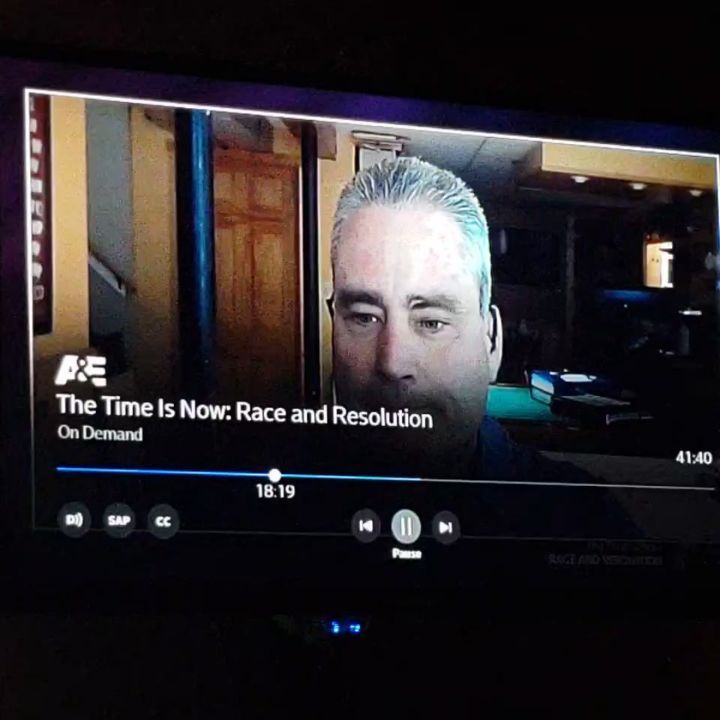 A&E
The Time Is Now: Race and Resolution
On Demand
41:40
18:19
D))
SAP
CC
Pause
RACE AND RESOLUTION